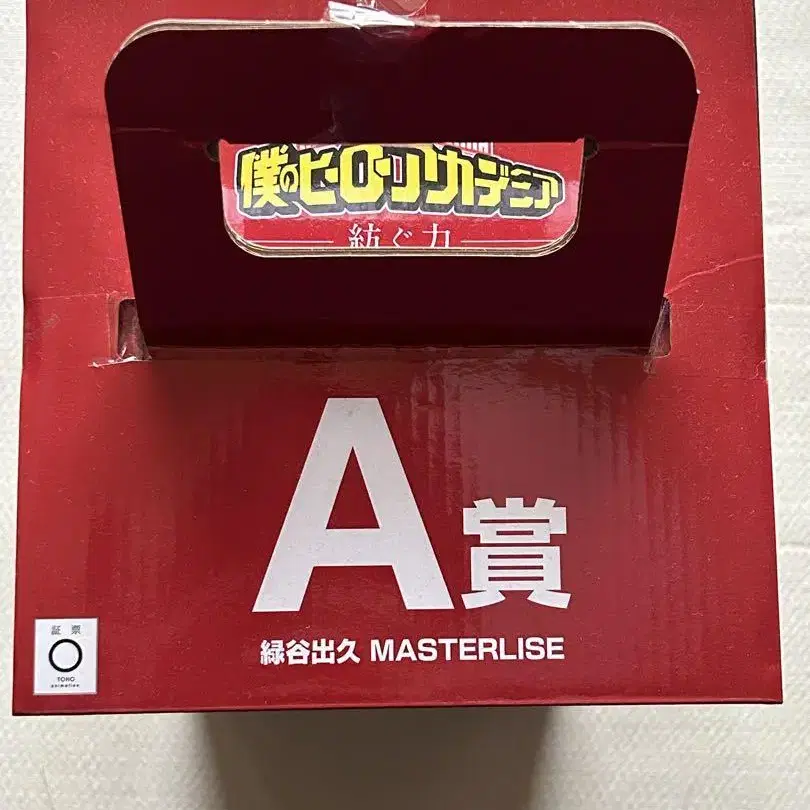 僕のヒーローアカデミア
紡ぐ力
A賞
緑谷出久 MASTERLISE
証票
TOHO
animation